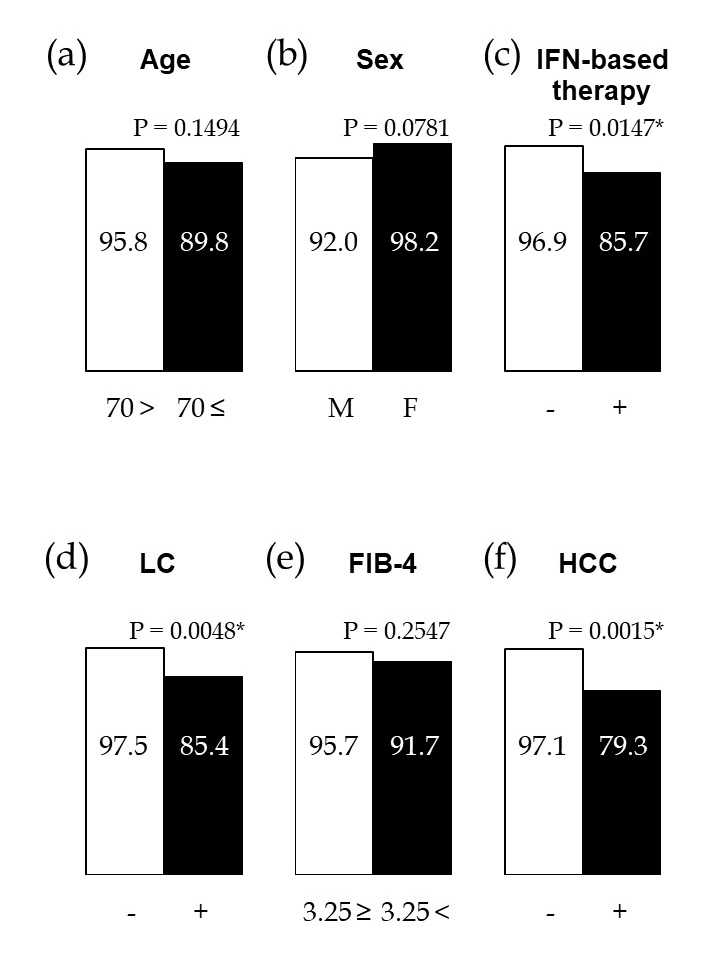 (a) Age (b) Sex (c) IFN-based
therapy
P = 0.1494 P = 0.0781 P = 0.0147*
95.8 89.8 92.0 98.2 96.9 85.7
70 > 70 ≤ M F - +
(d) LC (e) FIB-4 (f) HCC
P = 0.0048* P = 0.2547 P = 0.0015*
97.5 85.4 95.7 91.7 97.1 79.3
- + 3.25 ≥ 3.25 < - +